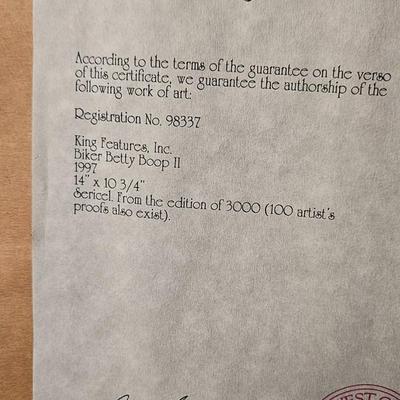 According to the terms of the guarantee on the verso
of this certificate, we guarantee the authorship of the
following work of art:
Registration No. 98337
King Features, Inc.
Biker Betty Boop II
1997
14" x 10 3/4"
Sericel. From the edition of 3000 (100 artist's
proofs also exist).